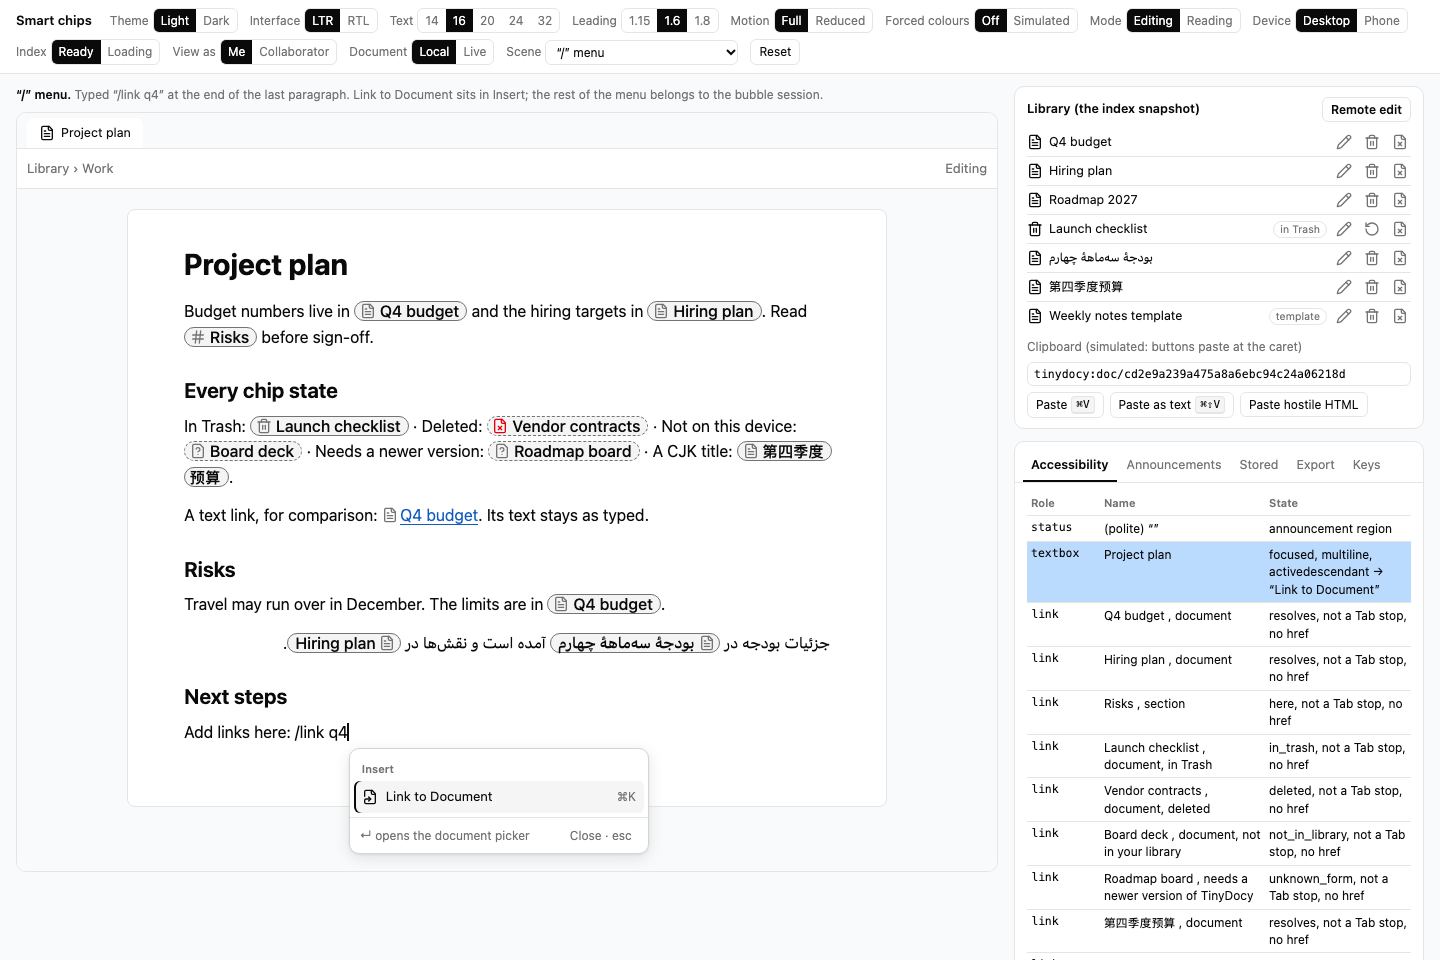 Smart chips Theme Light Dark Interface LTR RTL Text 14 16 20 24 32 Leading 1.15 1.6 1.8 Motion Full Reduced Forced colours Off Simulated Mode Editing Reading Device Desktop Phone
Index Ready Loading View as Me Collaborator Document Local Live Scene “/” menu Reset
“/” menu. Typed “/link q4” at the end of the last paragraph. Link to Document sits in Insert; the rest of the menu belongs to the bubble session.
Project plan
Library › Work Editing
Project plan
Budget numbers live in Q4 budget and the hiring targets in Hiring plan. Read
# Risks before sign-off.
Every chip state
In Trash: Launch checklist · Deleted: Vendor contracts · Not on this device:
Board deck · Needs a newer version: Roadmap board · A CJK title: 第四季度
预算.
A text link, for comparison: Q4 budget. Its text stays as typed.
Risks
Travel may run over in December. The limits are in Q4 budget.
جزئیات بودجه در بودجهٔ سه‌ماههٔ چهارم آمده است و نقش‌ها در Hiring plan.
Next steps
Add links here: /link q4
Insert
Link to Document ⌘K
↵ opens the document picker Close · esc
Library (the index snapshot) Remote edit
Q4 budget
Hiring plan
Roadmap 2027
Launch checklist in Trash
بودجهٔ سه‌ماههٔ چهارم
第四季度预算
Weekly notes template template
Clipboard (simulated: buttons paste at the caret)
tinydocy:doc/cd2e9a239a475a8a6ebc94c24a06218d
Paste ⌘V Paste as text ⌘⇧V Paste hostile HTML
Accessibility Announcements Stored Export Keys
Role Name State
status (polite) “” announcement region
textbox Project plan focused, multiline,
activedescendant →
“Link to Document”
link Q4 budget , document resolves, not a Tab stop,
no href
link Hiring plan , document resolves, not a Tab stop,
no href
link Risks , section here, not a Tab stop, no
href
link Launch checklist , in_trash, not a Tab stop,
document, in Trash no href
link Vendor contracts , deleted, not a Tab stop,
document, deleted no href
link Board deck , document, not not_in_library, not a Tab
in your library stop, no href
link Roadmap board , needs a unknown_form, not a
newer version of TinyDocy Tab stop, no href
link 第四季度预算 , document resolves, not a Tab stop,
no href